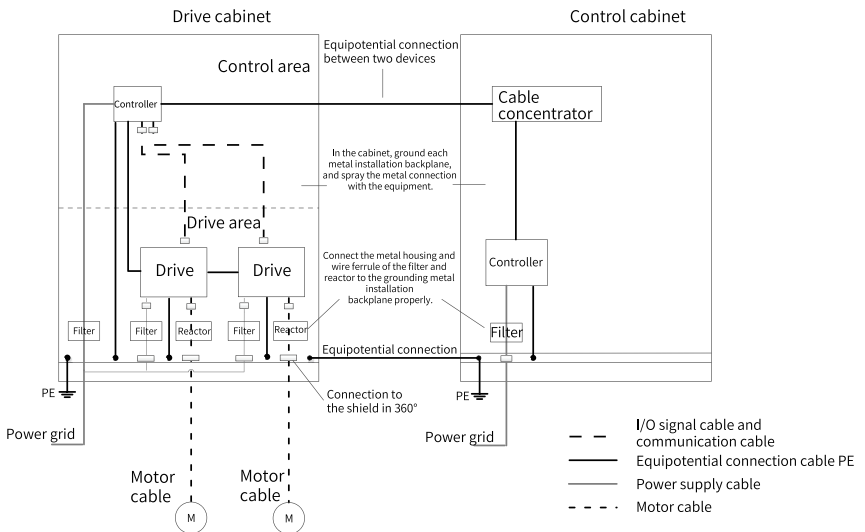 Drive cabinet
Control cabinet
Equipotential connection
between two devices
Control area
Controller
Cable
concentrator
In the cabinet, ground each
metal installation backplane,
and spray the metal connection
with the equipment.
Drive area
Drive
Drive
Connect the metal housing and
wire ferrule of the filter and
reactor to the grounding metal
installation
backplane properly.
Controller
Filter
Filter
Reactor
Filter
Reactor
Filter
Equipotential connection
PE
Connection to
the shield in 360°
PE
Power grid
Power grid
I/O signal cable and
communication cable
Equipotential connection cable PE
Power supply cable
Motor cable
Motor
cable
Motor
cable
M
M